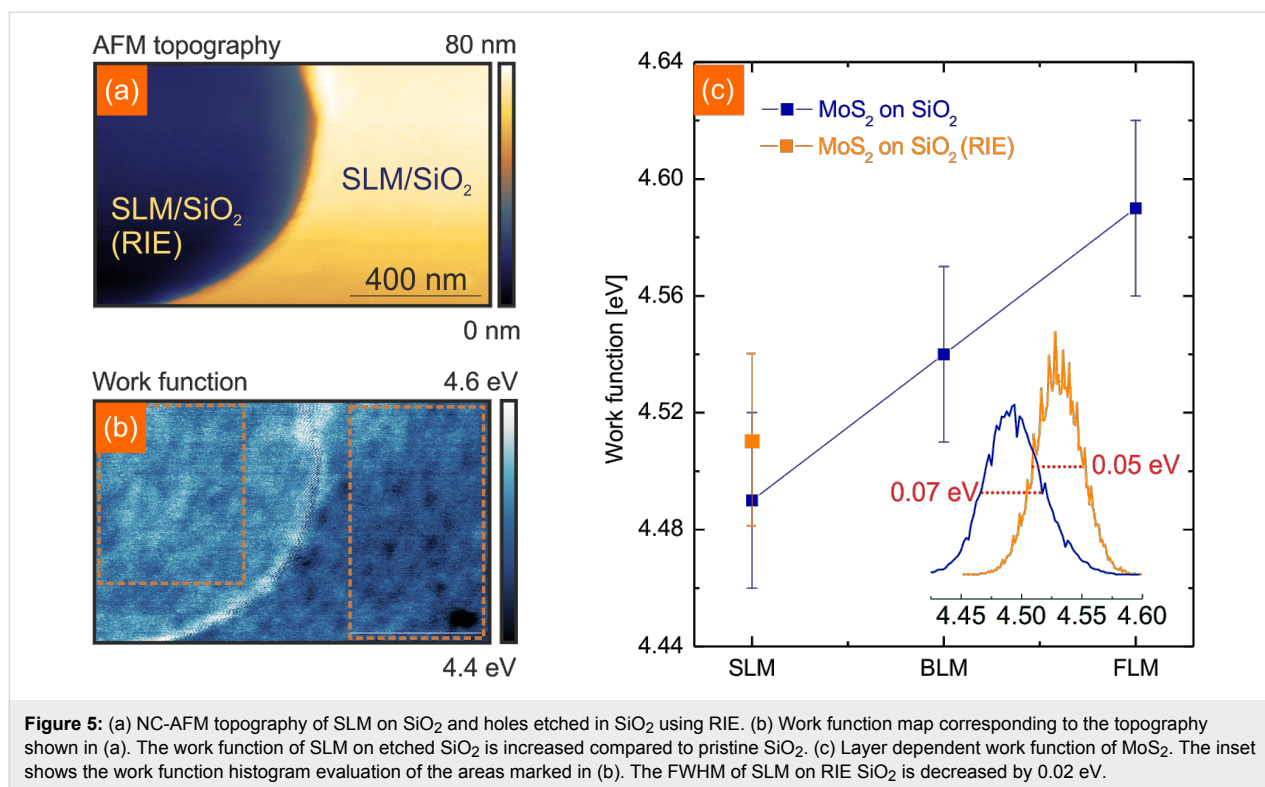 AFM topography
80 nm
(a)
SLM/SiO₂
SLM/SiO₂
(RIE)
400 nm
0 nm
Work function
4.6 eV
(b)
4.4 eV
(c)
MoS₂ on SiO₂
MoS₂ on SiO₂ (RIE)
Work function [eV]
4.64
4.60
4.56
4.52
4.48
4.44
0.05 eV
0.07 eV
4.45 4.50 4.55 4.60
SLM BLM FLM
Figure 5: (a) NC-AFM topography of SLM on SiO₂ and holes etched in SiO₂ using RIE. (b) Work function map corresponding to the topography
shown in (a). The work function of SLM on etched SiO₂ is increased compared to pristine SiO₂. (c) Layer dependent work function of MoS₂. The inset
shows the work function histogram evaluation of the areas marked in (b). The FWHM of SLM on RIE SiO₂ is decreased by 0.02 eV.